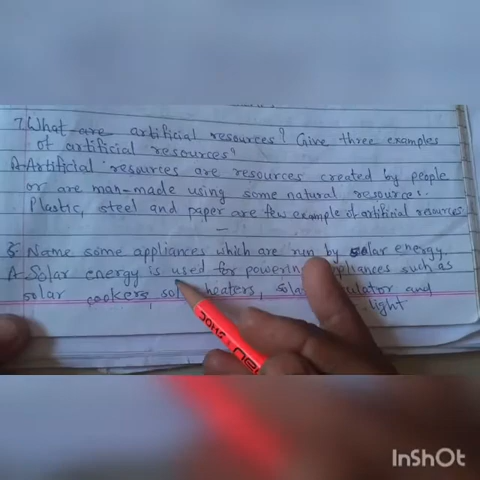 7. What are artificial resources? Give three examples
of artificial resources?
A- Artificial resources are resources created by people
or are man-made using some natural resources.
Plastic, steel and paper are few example of artificial resources
Name some appliances which are run by solar energy.
A- Solar energy is used for appliances such as
solar cookers, heaters, and
light
InShOt